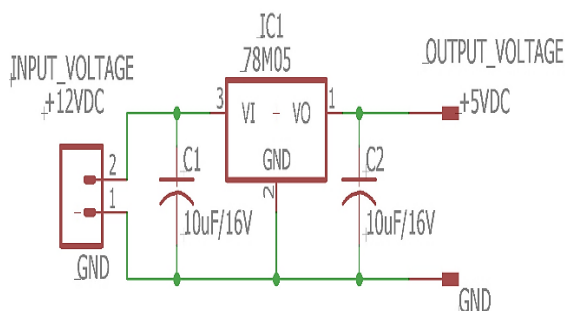 IC1
78M05
INPUT_VOLTAGE
+12VDC
OUTPUT_VOLTAGE
+5VDC
3
VI - VO
1
GND
2
C1
10uF/16V
C2
10uF/16V
2
1
GND
GND